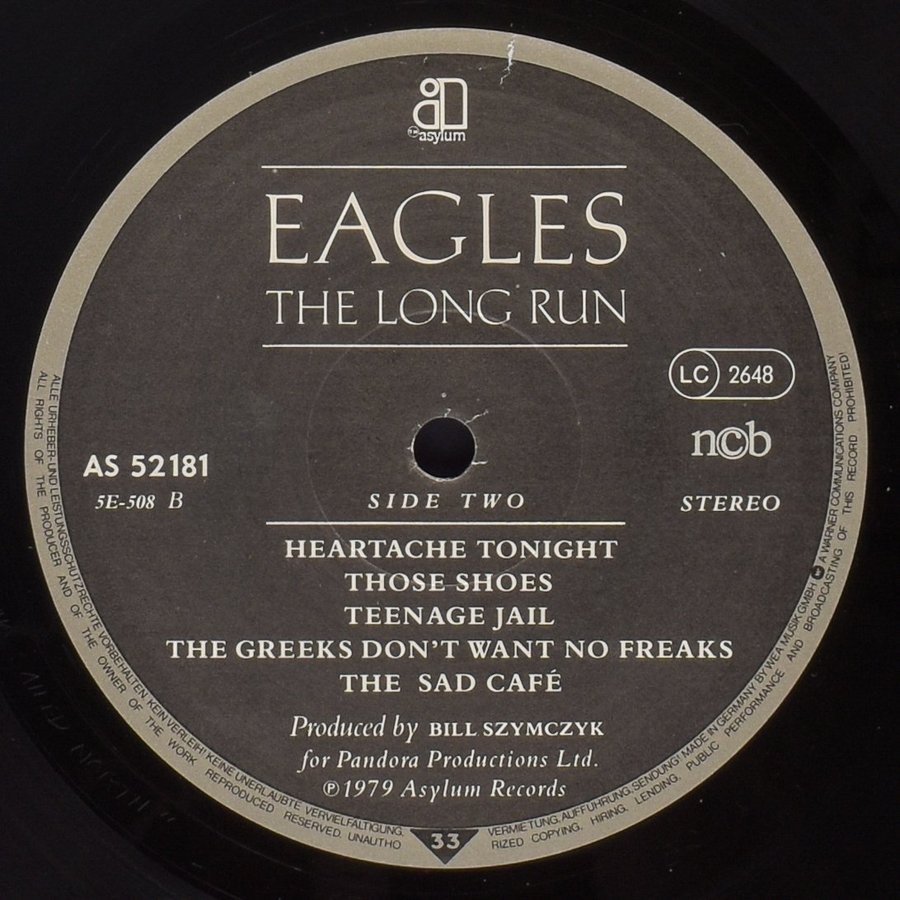 TM asylum
EAGLES
THE LONG RUN
LC 2648
ncb
AS 52181
5E-508 B
SIDE TWO
STEREO
HEARTACHE TONIGHT
THOSE SHOES
TEENAGE JAIL
THE GREEKS DON'T WANT NO FREAKS
THE SAD CAFÉ
Produced by BILL SZYMCZYK
for Pandora Productions Ltd.
℗1979 Asylum Records
33
ALLE URHEBER- UND LEISTUNGSSCHUTZRECHTE VORBEHALTEN KEIN VERLEIH! KEINE UNERLAUBTE VERVIELFÄLTIGUNG, VERMIETUNG, AUFFÜHRUNG, SENDUNG! MADE IN GERMANY BY WEA MUSIK GMBH A WARNER COMMUNICATIONS COMPANY
ALL RIGHTS OF THE PRODUCER AND OF THE OWNER OF THE WORK REPRODUCED RESERVED. UNAUTHORIZED COPYING, HIRING, LENDING, PUBLIC PERFORMANCE AND BROADCASTING OF THIS RECORD PROHIBITED!